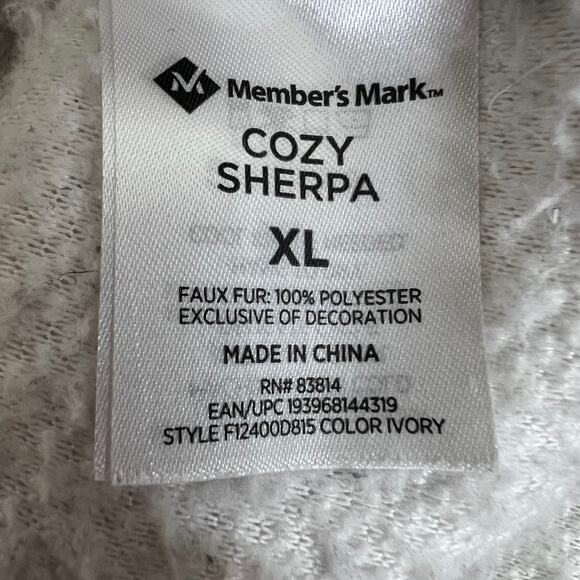 Member's Mark™
COZY
SHERPA
XL
FAUX FUR: 100% POLYESTER
EXCLUSIVE OF DECORATION
MADE IN CHINA
RN# 83814
EAN/UPC 193968144319
STYLE F12400D815 COLOR IVORY